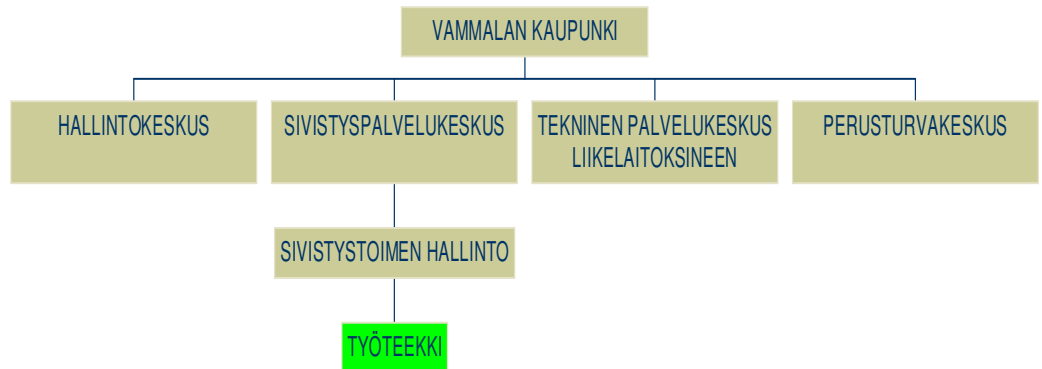 VAMMALAN KAUPUNKI
HALLINTOKESKUS
SIVISTYSPALVELUKESKUS
TEKNINEN PALVELUKESKUS
LIIKELAITOKSINEEN
PERUSTURVAKESKUS
SIVISTYSTOIMEN HALLINTO
TYÖTEEKKI